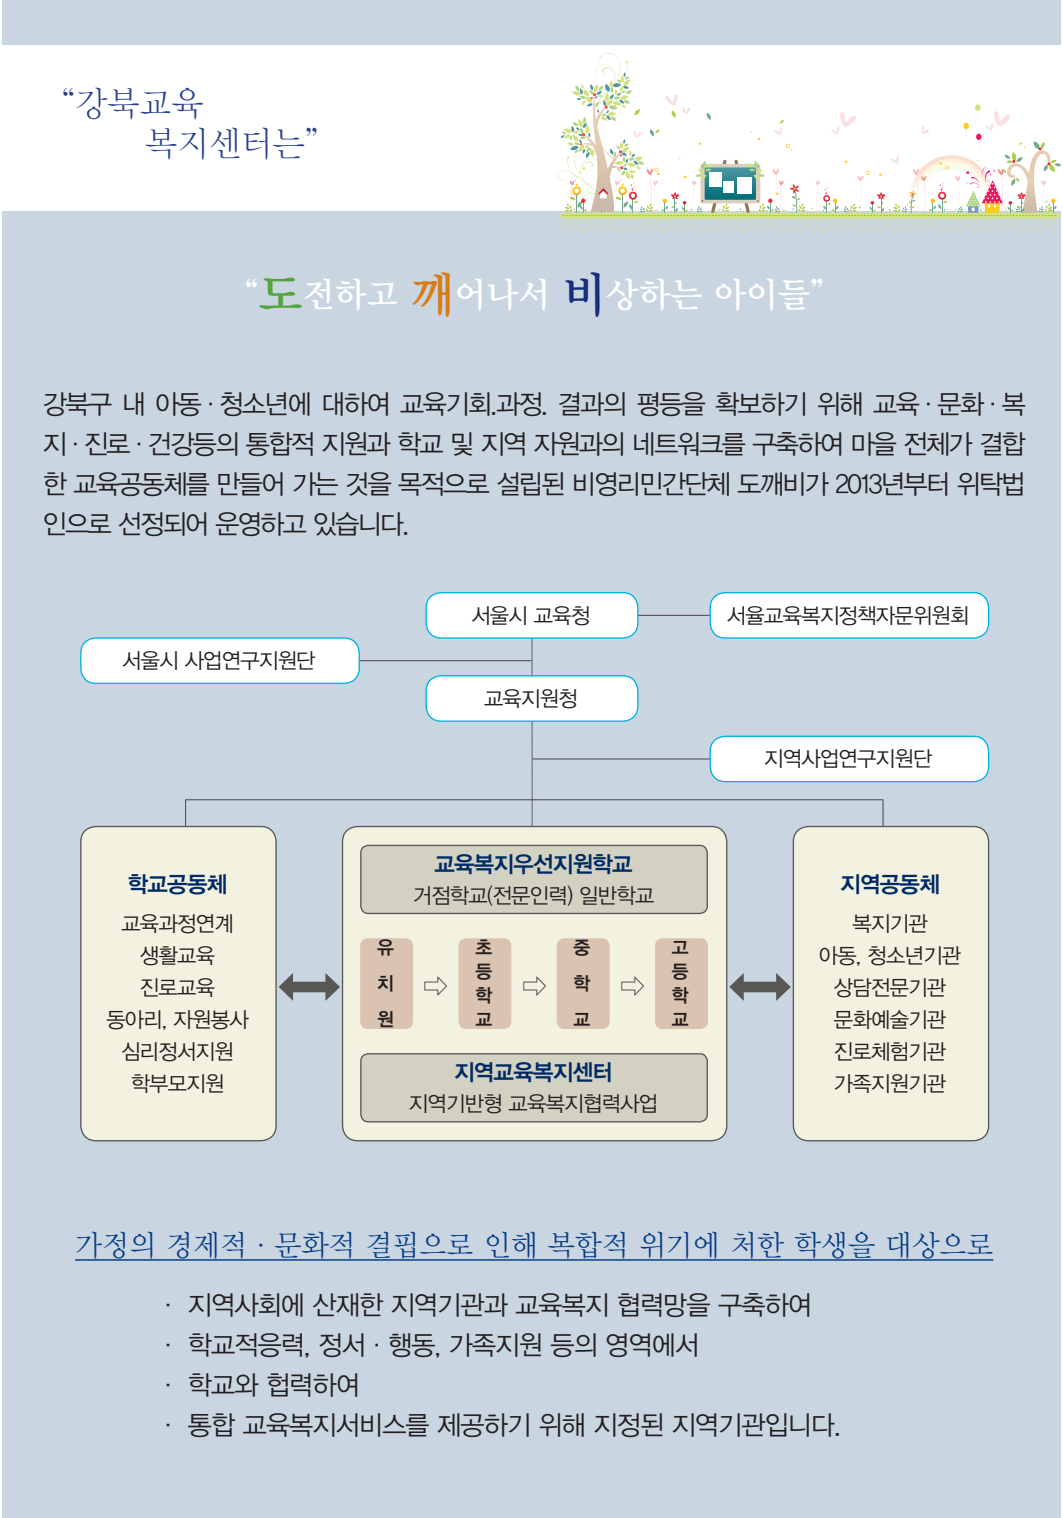 “강북교육
복지센터는”
“도전하고 깨어나서 비상하는 아이들”
강북구 내 아동 · 청소년에 대하여 교육기회.과정. 결과의 평등을 확보하기 위해 교육 · 문화 · 복
지 · 진로 · 건강등의 통합적 지원과 학교 및 지역 자원과의 네트워크를 구축하여 마을 전체가 결합
한 교육공동체를 만들어 가는 것을 목적으로 설립된 비영리민간단체 도깨비가 2013년부터 위탁법
인으로 선정되어 운영하고 있습니다.
서울시 교육청
서율교육복지정책자문위원회
서울시 사업연구지원단
교육지원청
지역사업연구지원단
학교공동체
교육과정연계
생활교육
진로교육
동아리, 자원봉사
심리정서지원
학부모지원
교육복지우선지원학교
거점학교(전문인력) 일반학교
유치원
초등학교
중학교
고등학교
지역교육복지센터
지역기반형 교육복지협력사업
지역공동체
복지기관
아동, 청소년기관
상담전문기관
문화예술기관
진로체험기관
가족지원기관
가정의 경제적 · 문화적 결핍으로 인해 복합적 위기에 처한 학생을 대상으로
· 지역사회에 산재한 지역기관과 교육복지 협력망을 구축하여
· 학교적응력, 정서 · 행동, 가족지원 등의 영역에서
· 학교와 협력하여
· 통합 교육복지서비스를 제공하기 위해 지정된 지역기관입니다.